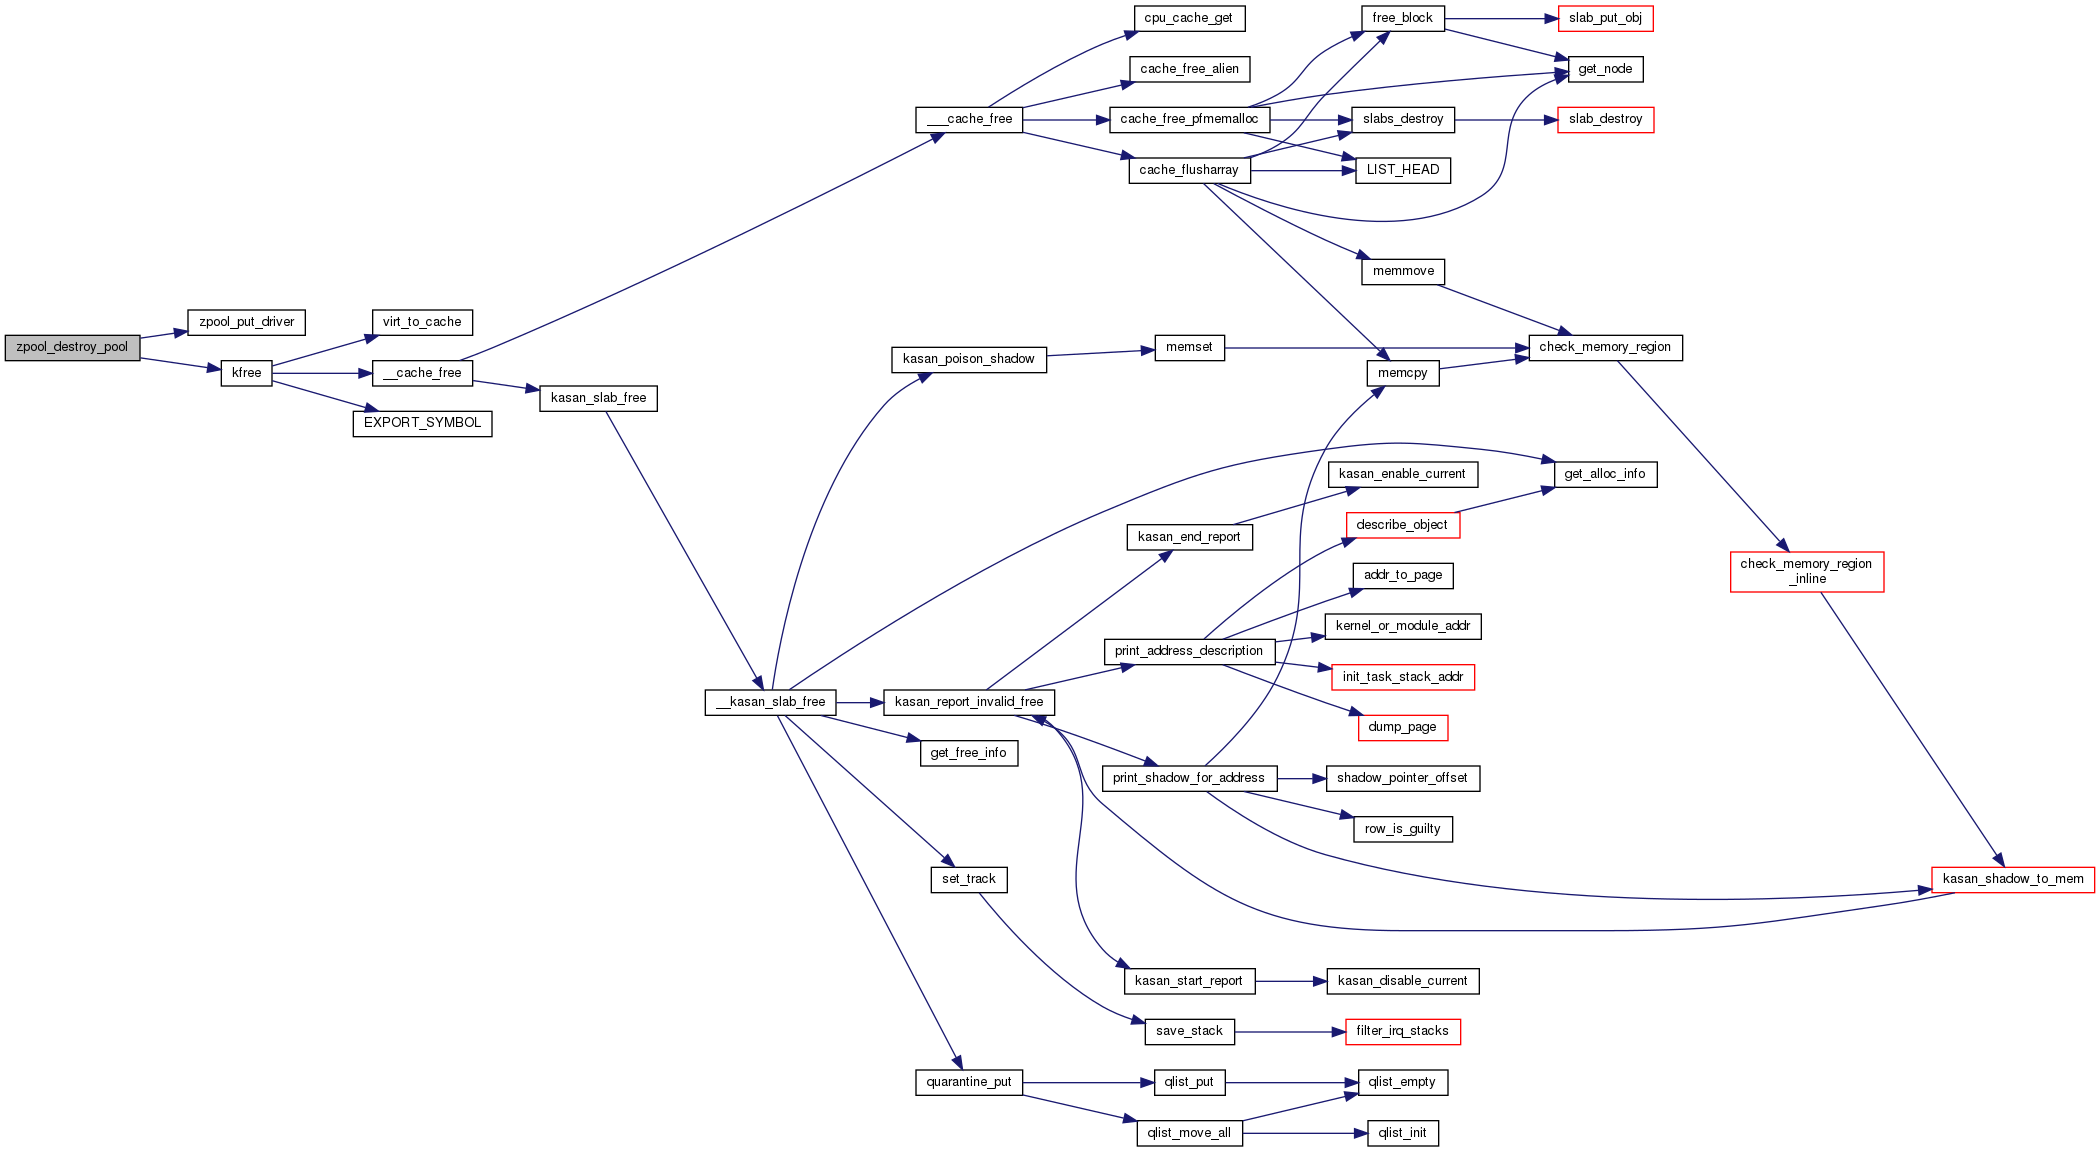 cpu_cache_get
free_block
slab_put_obj
cache_free_alien
get_node
___cache_free
cache_free_pfmemalloc
slabs_destroy
slab_destroy
cache_flusharray
LIST_HEAD
memmove
zpool_put_driver
virt_to_cache
zpool_destroy_pool
kfree
__cache_free
kasan_slab_free
EXPORT_SYMBOL
kasan_poison_shadow
memset
memcpy
check_memory_region
kasan_enable_current
get_alloc_info
kasan_end_report
describe_object
addr_to_page
check_memory_region
_inline
kernel_or_module_addr
print_address_description
init_task_stack_addr
__kasan_slab_free
kasan_report_invalid_free
dump_page
get_free_info
print_shadow_for_address
shadow_pointer_offset
row_is_guilty
set_track
kasan_shadow_to_mem
kasan_start_report
kasan_disable_current
save_stack
filter_irq_stacks
quarantine_put
qlist_put
qlist_empty
qlist_move_all
qlist_init